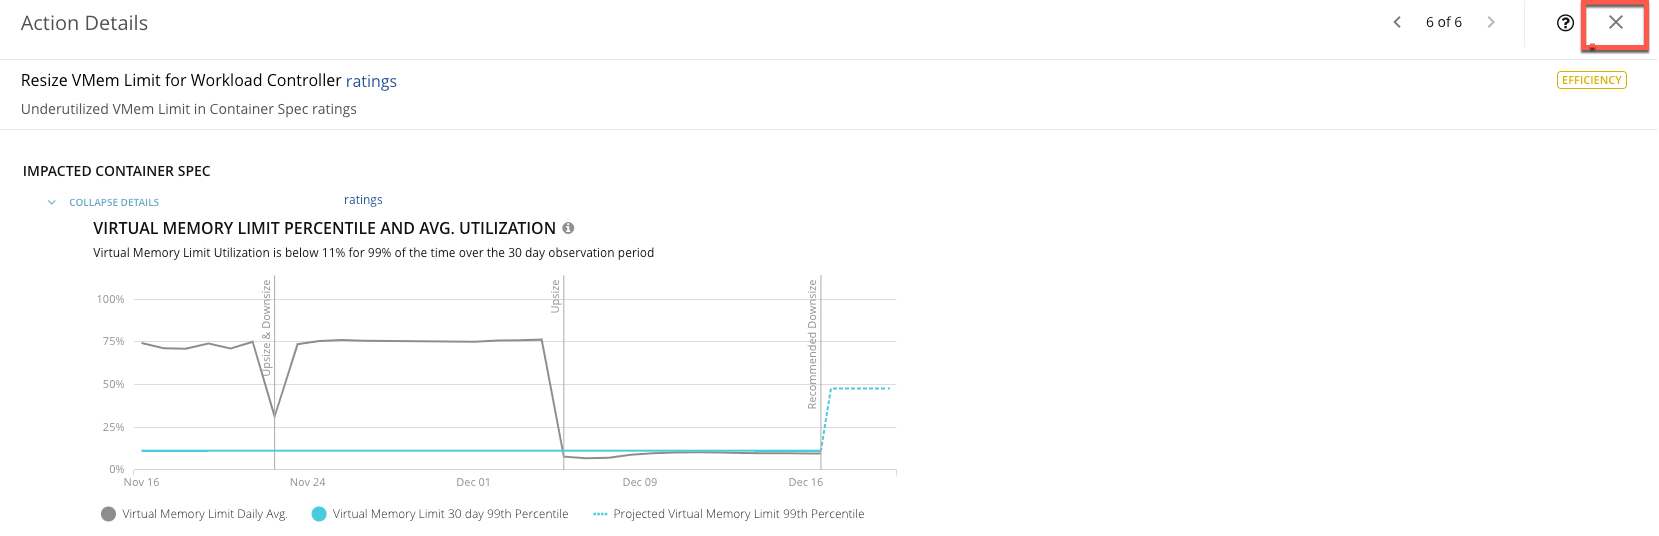 Action Details
6 of 6
Resize VMem Limit for Workload Controller ratings
EFFICIENCY
Underutilized VMem Limit in Container Spec ratings
IMPACTED CONTAINER SPEC
COLLAPSE DETAILS
ratings
VIRTUAL MEMORY LIMIT PERCENTILE AND AVG. UTILIZATION
Virtual Memory Limit Utilization is below 11% for 99% of the time over the 30 day observation period
100%
75%
50%
25%
0%
Upsize & Downsize
Upsize
Recommended Downsize
Nov 16
Nov 24
Dec 01
Dec 09
Dec 16
Virtual Memory Limit Daily Avg.
Virtual Memory Limit 30 day 99th Percentile
Projected Virtual Memory Limit 99th Percentile